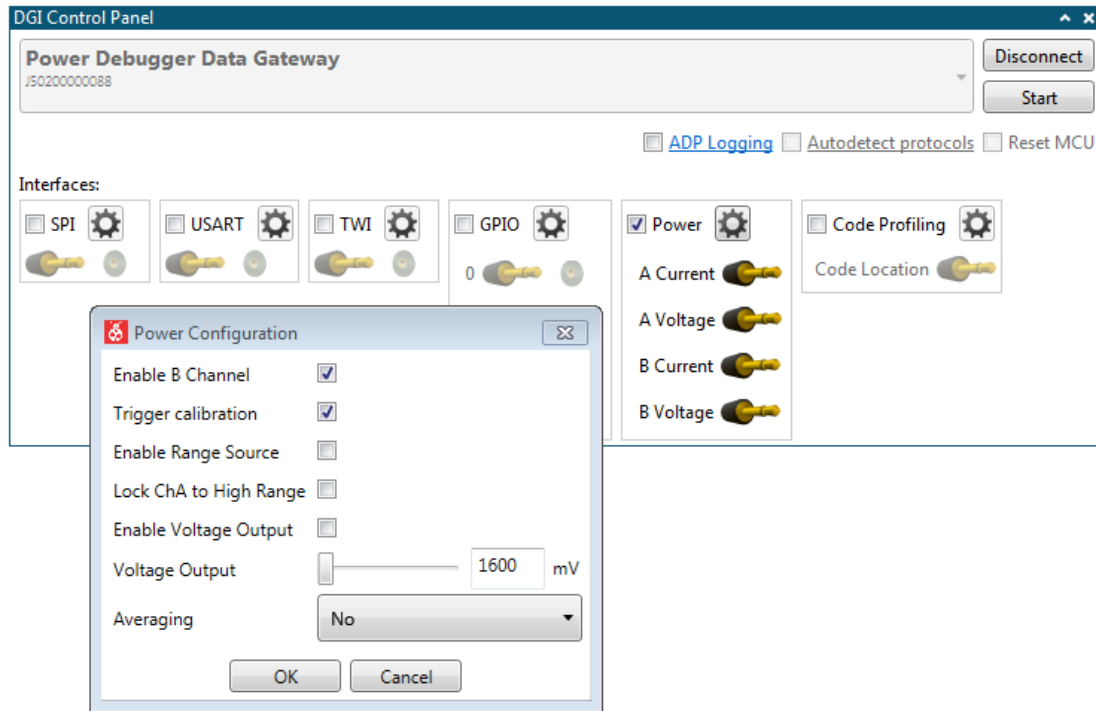 DGI Control Panel
Power Debugger Data Gateway
J50200000088
Disconnect
Start
ADP Logging Autodetect protocols Reset MCU
Interfaces:
SPI USART TWI GPIO Power Code Profiling
0 A Current Code Location
A Voltage
B Current
B Voltage
Power Configuration
Enable B Channel
Trigger calibration
Enable Range Source
Lock ChA to High Range
Enable Voltage Output
Voltage Output 1600 mV
Averaging No
OK Cancel